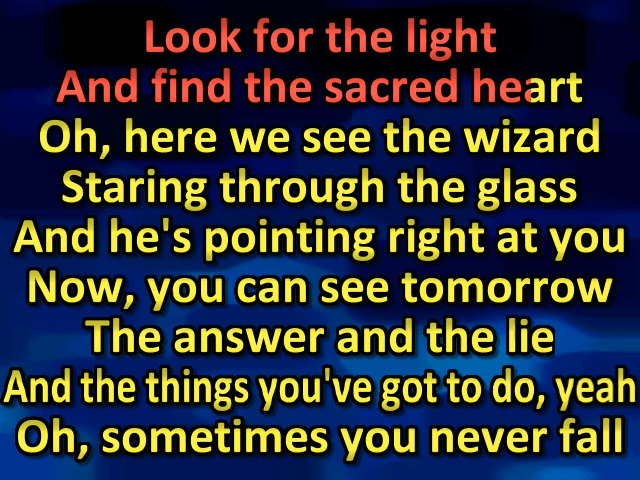 Look for the light
And find the sacred heart
Oh, here we see the wizard
Staring through the glass
And he's pointing right at you
Now, you can see tomorrow
The answer and the lie
And the things you've got to do, yeah
Oh, sometimes you never fall